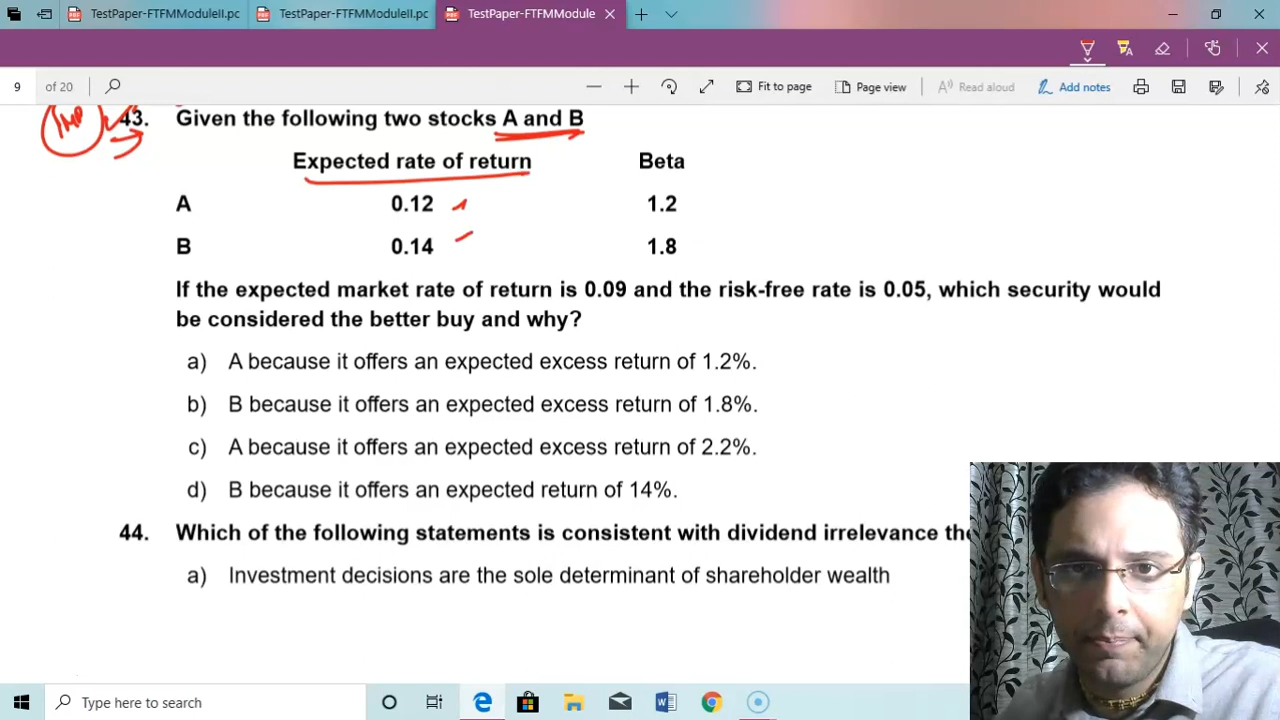 TestPaper-FTFMModuleII.pc TestPaper-FTFMModuleII.pc TestPaper-FTFMModule
9 of 20 Fit to page Page view Read aloud Add notes
Imp 43. Given the following two stocks A and B
Expected rate of return Beta
A 0.12 1.2
B 0.14 1.8
If the expected market rate of return is 0.09 and the risk-free rate is 0.05, which security would
be considered the better buy and why?
a) A because it offers an expected excess return of 1.2%.
b) B because it offers an expected excess return of 1.8%.
c) A because it offers an expected excess return of 2.2%.
d) B because it offers an expected return of 14%.
44. Which of the following statements is consistent with dividend irrelevance the
a) Investment decisions are the sole determinant of shareholder wealth
Type here to search